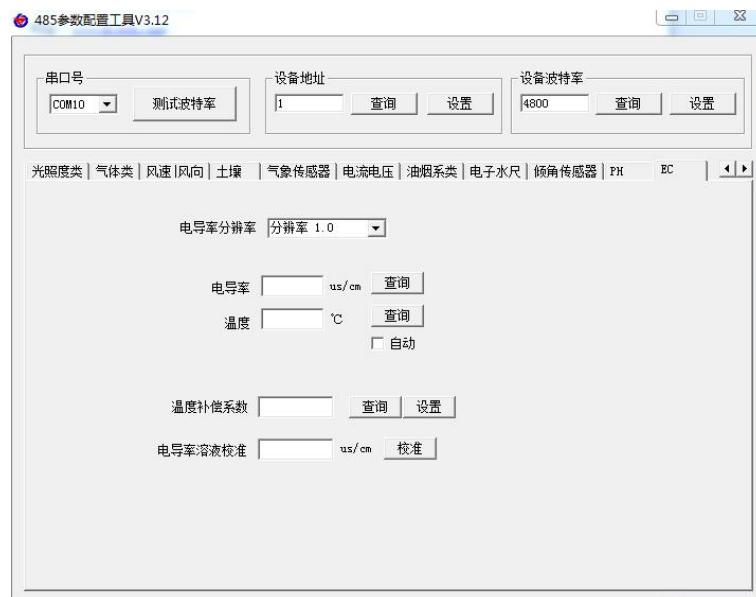 485参数配置工具V3.12
串口号 设备地址 设备波特率
COM10 测试波特率 1 查询 设置 4800 查询 设置
光照度类 气体类 风速|风向 土壤 气象传感器 电流电压 油烟系类 电子水尺 倾角传感器 PH EC
电导率分辨率 分辨率 1.0
电导率 us/cm 查询
温度 ℃ 查询
自动
温度补偿系数 查询 设置
电导率溶液校准 us/cm 校准